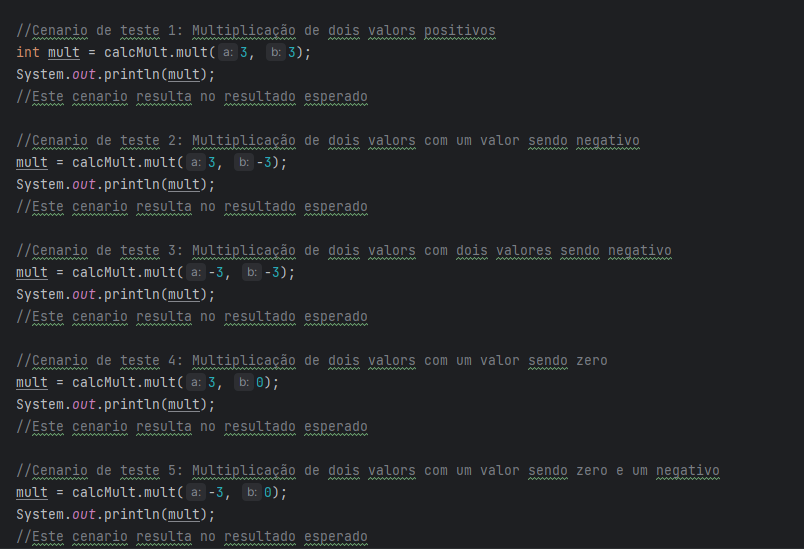 //Cenario de teste 1: Multiplicação de dois valors positivos
int mult = calcMult.mult( a: 3, b: 3);
System.out.println(mult);
//Este cenario resulta no resultado esperado
//Cenario de teste 2: Multiplicação de dois valors com um valor sendo negativo
mult = calcMult.mult( a: 3, b: -3);
System.out.println(mult);
//Este cenario resulta no resultado esperado
//Cenario de teste 3: Multiplicação de dois valors com dois valores sendo negativo
mult = calcMult.mult( a: -3, b: -3);
System.out.println(mult);
//Este cenario resulta no resultado esperado
//Cenario de teste 4: Multiplicação de dois valors com um valor sendo zero
mult = calcMult.mult( a: 3, b: 0);
System.out.println(mult);
//Este cenario resulta no resultado esperado
//Cenario de teste 5: Multiplicação de dois valors com um valor sendo zero e um negativo
mult = calcMult.mult( a: -3, b: 0);
System.out.println(mult);
//Este cenario resulta no resultado esperado